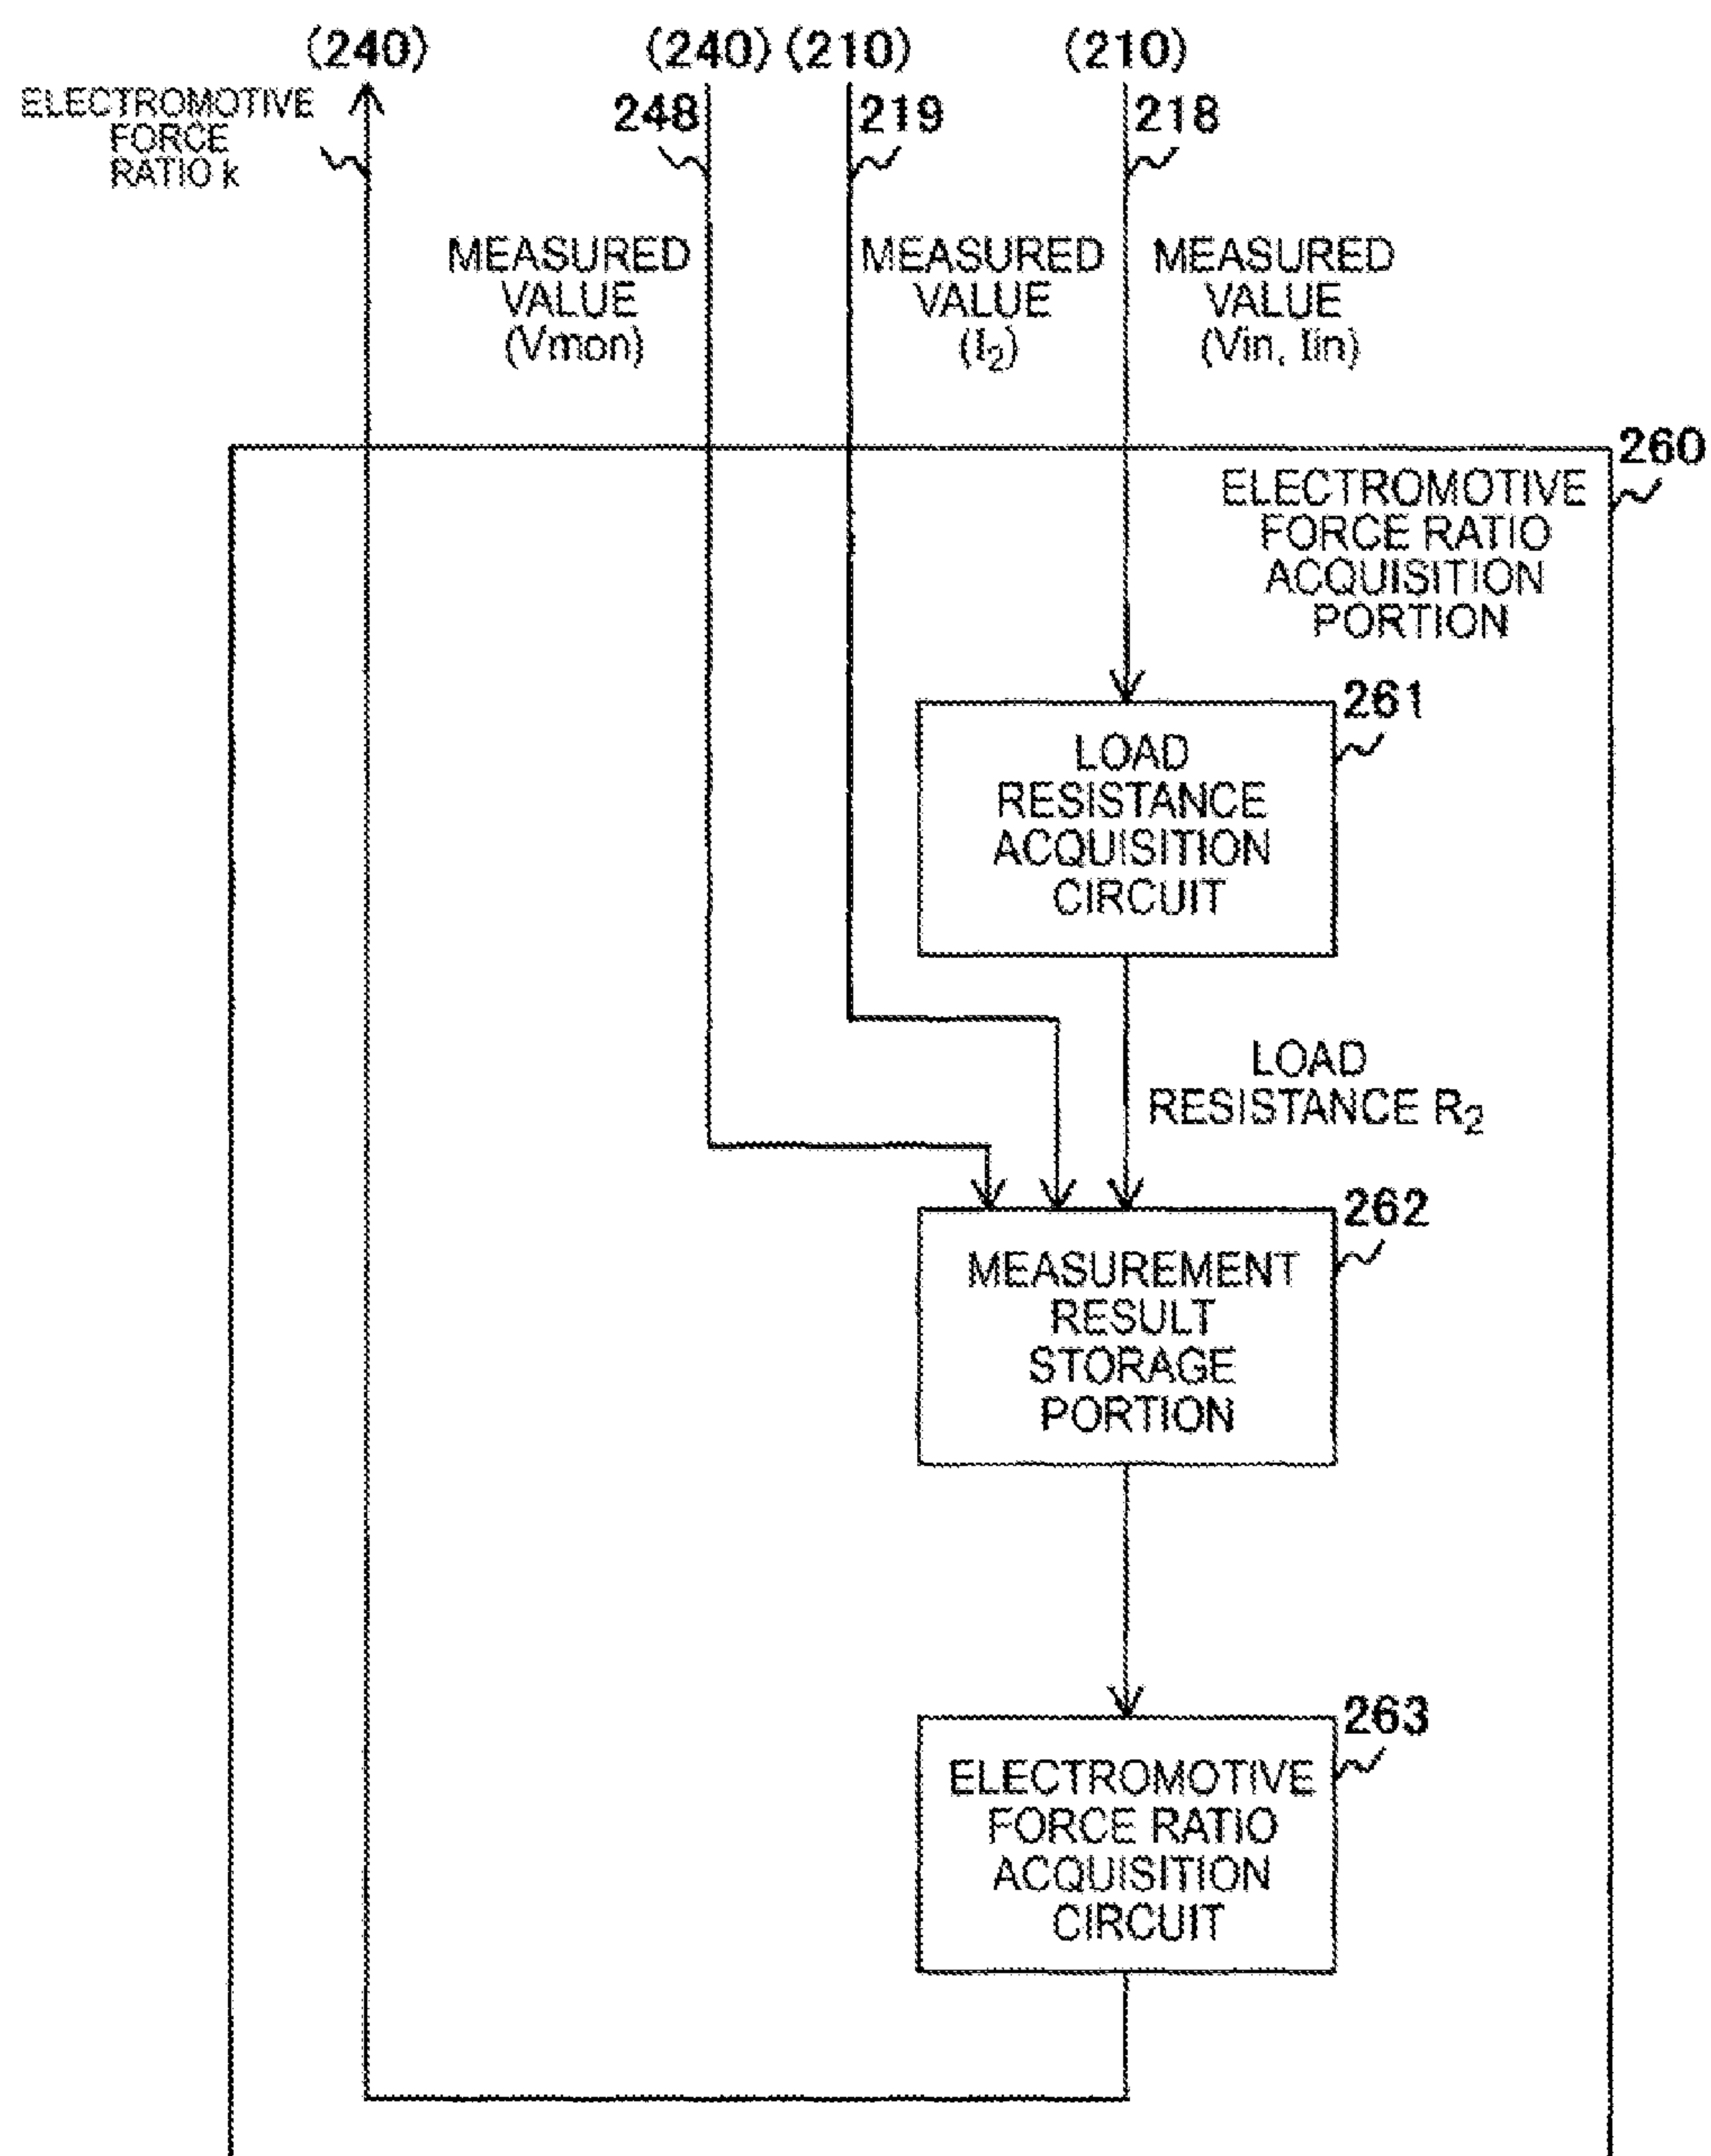 (240)
(240)
(210)
(210)
ELECTROMOTIVE
FORCE
RATIO k
248
219
218
MEASURED
VALUE
(Vmon)
MEASURED
VALUE
(I2)
MEASURED
VALUE
(Vin, Iin)
260
ELECTROMOTIVE
FORCE RATIO
ACQUISITION
PORTION
261
LOAD
RESISTANCE
ACQUISITION
CIRCUIT
LOAD
RESISTANCE R2
262
MEASUREMENT
RESULT
STORAGE
PORTION
263
ELECTROMOTIVE
FORCE RATIO
ACQUISITION
CIRCUIT